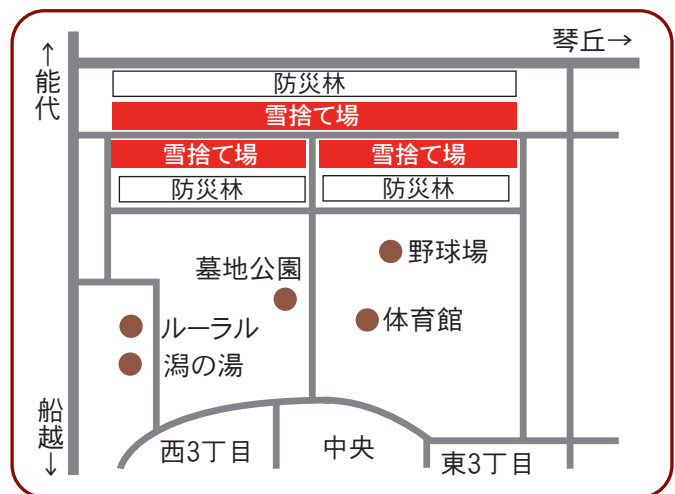 琴丘→
←能代
防災林
雪捨て場
雪捨て場
雪捨て場
防災林
防災林
野球場
墓地公園
体育館
ルーラル
潟の湯
船越→
西3丁目
中央
東3丁目